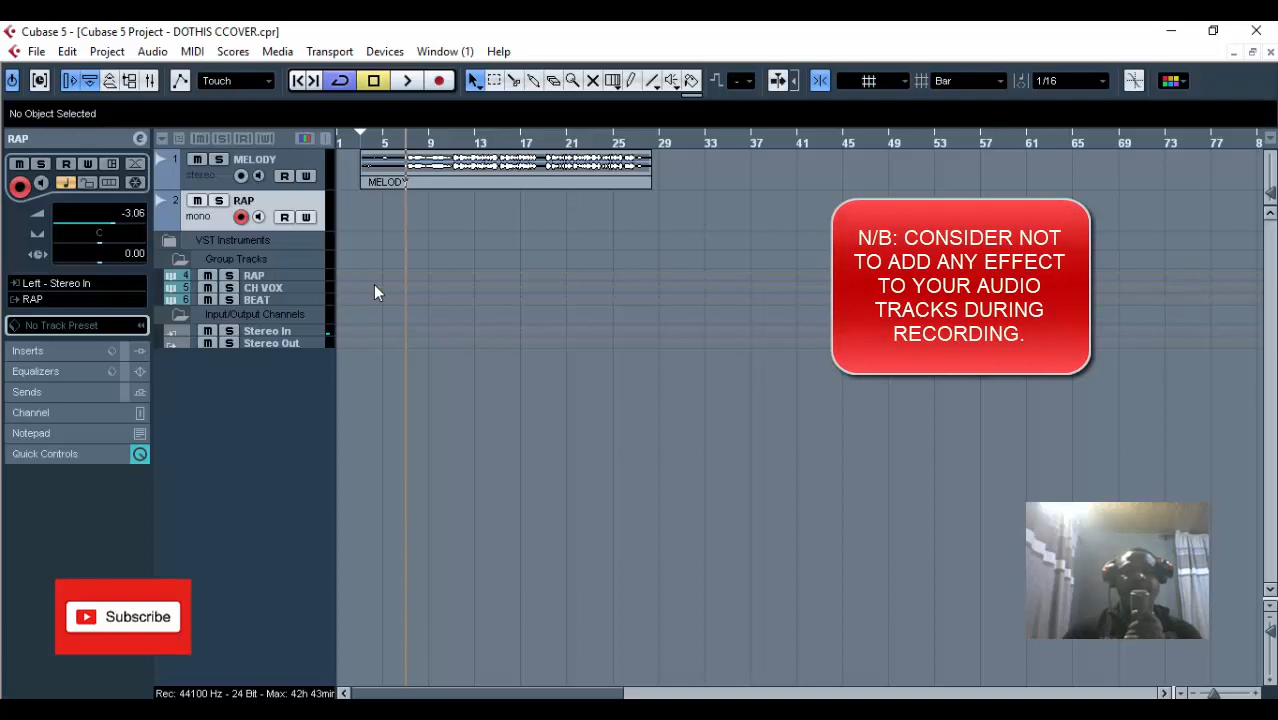 Cubase 5 - [Cubase 5 Project - DOTHIS CCOVER.cpr]
File Edit Project Audio MIDI Scores Media Transport Devices Window (1) Help
Touch
Bar
1/16
No Object Selected
RAP
m S R W
-3.06
C
0.00
Left - Stereo In
RAP
No Track Preset
Inserts
Equalizers
Sends
Channel
Notepad
Quick Controls
m R W
1 5 9 13 17 21 25 29 33 37 41 45 49 53 57 61 65 69 73 77 8
1 m S MELODY
stereo R W
MELODY
2 m S RAP
mono R W
VST Instruments
Group Tracks
4 m S RAP
5 m S CH VOX
6 m S BEAT
Input/Output Channels
m S Stereo In
m S Stereo Out
N/B: CONSIDER NOT
TO ADD ANY EFFECT
TO YOUR AUDIO
TRACKS DURING
RECORDING.
Subscribe
Rec: 44100 Hz - 24 Bit - Max: 42h 43min